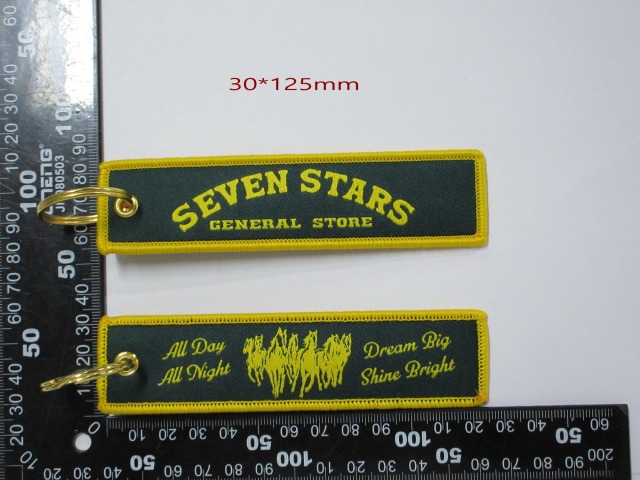 30*125mm
SEVEN STARS
GENERAL STORE
All Day
All Night
Dream Big
Shine Bright